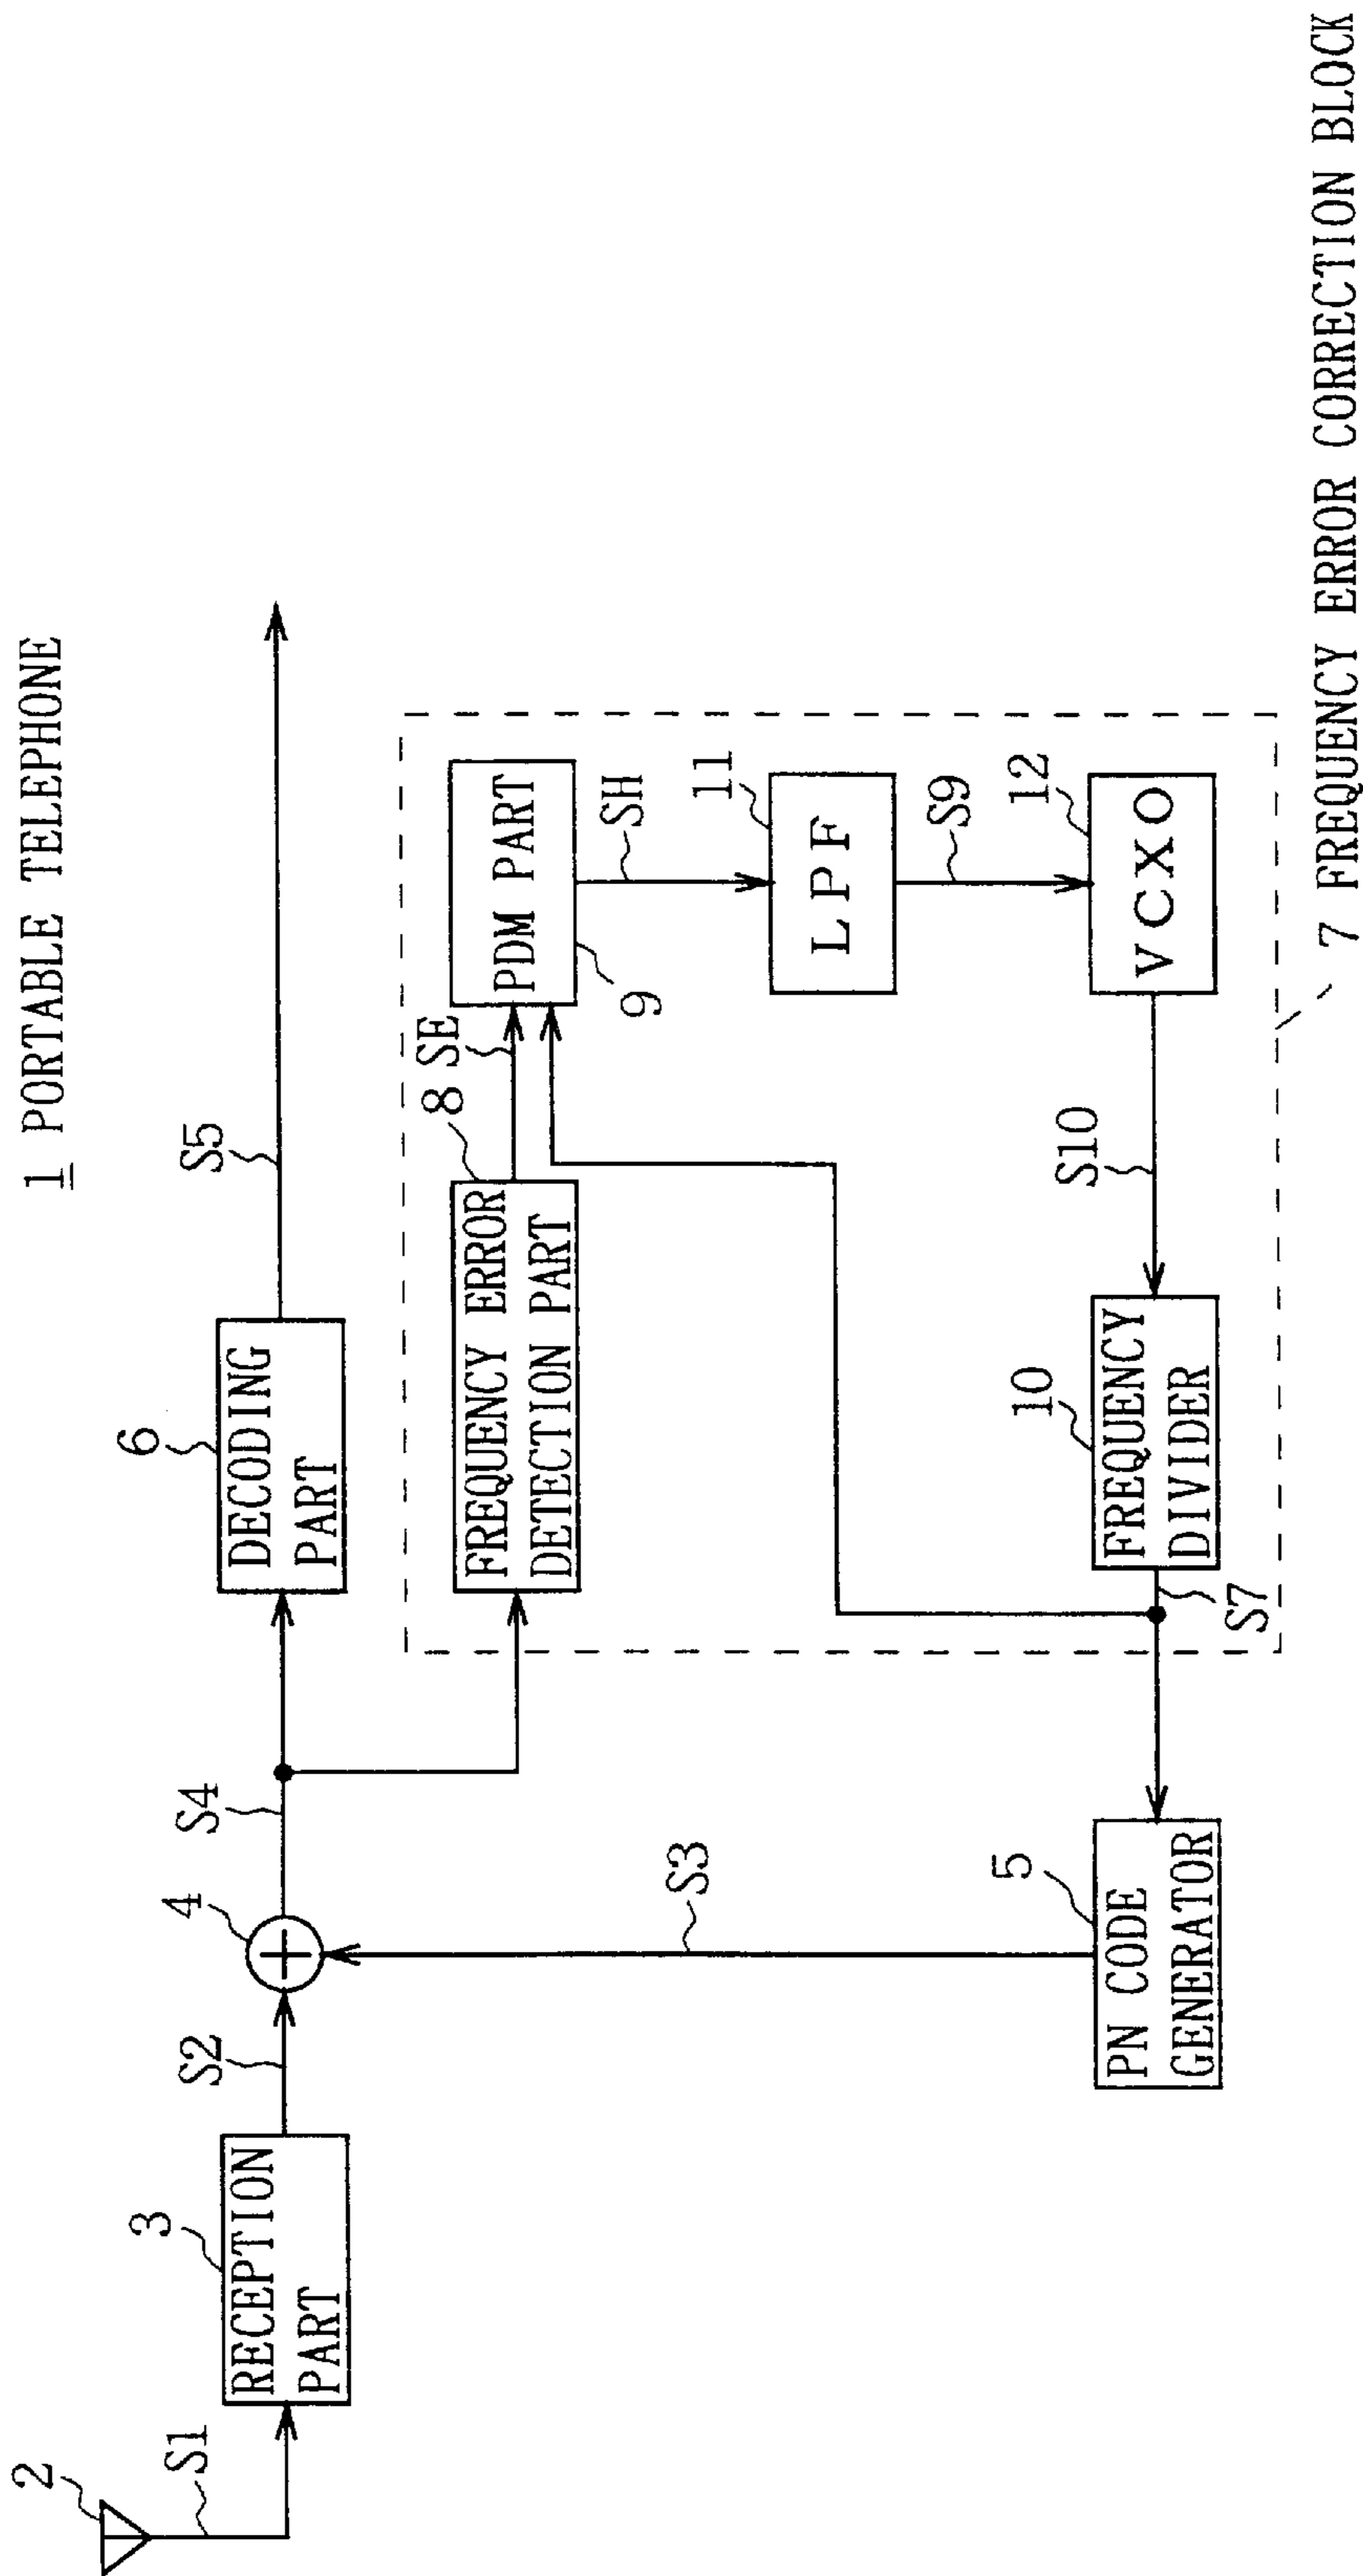 1 PORTABLE TELEPHONE
2
S1
3
RECEPTION
PART
S2
4
S4
6
DECODING
PART
S5
S3
8
FREQUENCY ERROR
DETECTION PART
SE
PDM PART
9
SH
11
LPF
S9
12
VCXO
S10
10
FREQUENCY
DIVIDER
S7
5
PN CODE
GENERATOR
7 FREQUENCY ERROR CORRECTION BLOCK